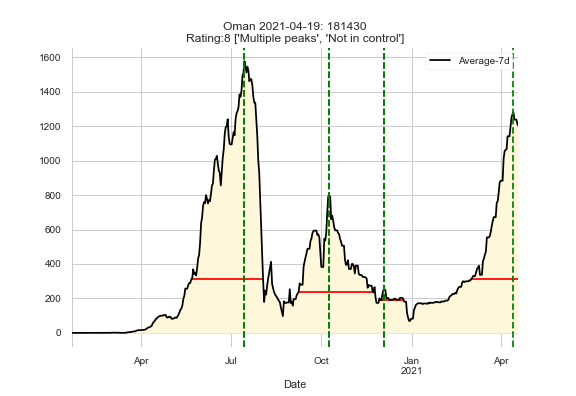 Oman 2021-04-19: 181430
Rating:8 ['Multiple peaks', 'Not in control']
Average-7d
1600
1400
1200
1000
800
600
400
200
0
Apr
Jul
Oct
Jan
2021
Apr
Date